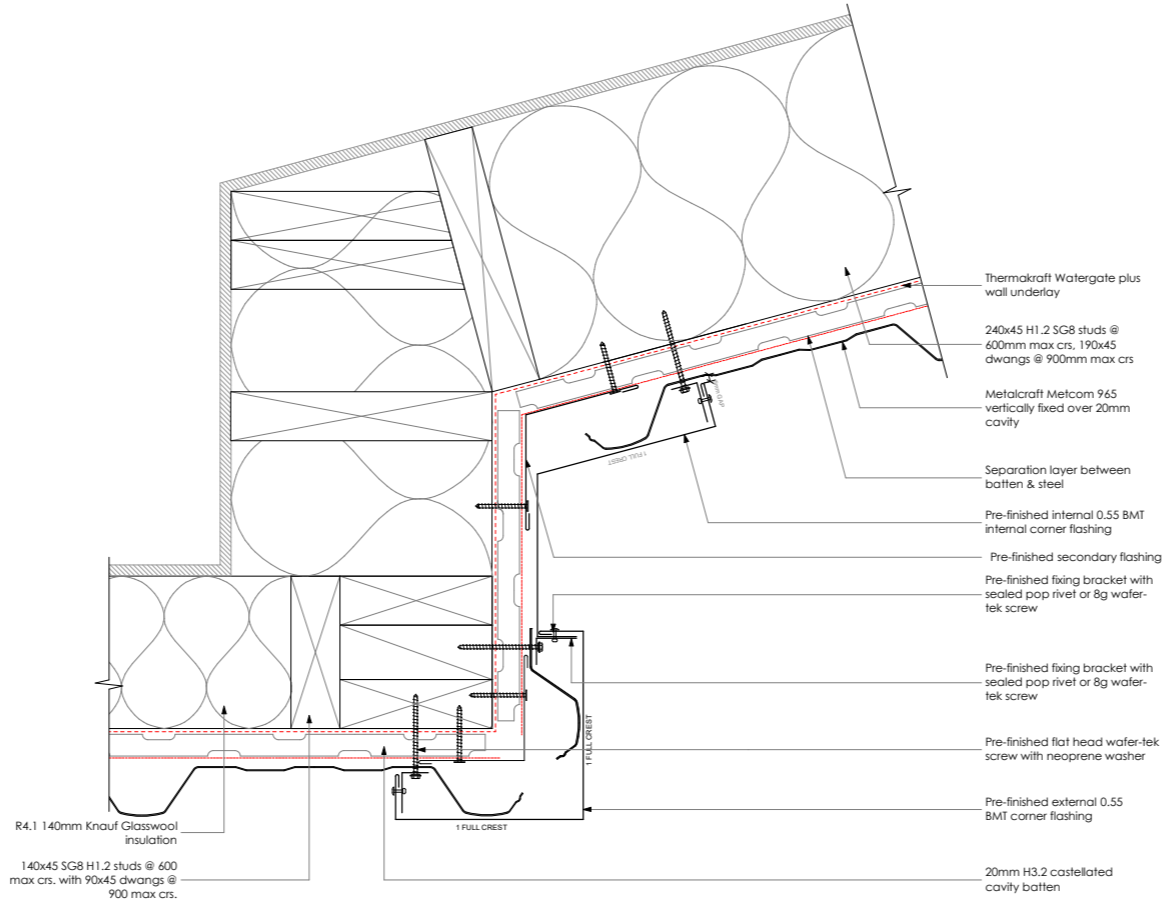 Thermakraft Watergate plus
wall underlay
240x45 H1.2 SG8 studs @
600mm max crs, 190x45
dwangs @ 900mm max crs
Metalcraft Metcom 965
vertically fixed over 20mm
cavity
Separation layer between
batten & steel
Pre-finished internal 0.55 BMT
internal corner flashing
Pre-finished secondary flashing
Pre-finished fixing bracket with
sealed pop rivet or 8g wafer-
tek screw
Pre-finished fixing bracket with
sealed pop rivet or 8g wafer-
tek screw
Pre-finished flat head wafer-tek
screw with neoprene washer
Pre-finished external 0.55
BMT corner flashing
20mm H3.2 castellated
cavity batten
GAP
1 FULL CREST
1 FULL CREST
1 FULL CREST
R4.1 140mm Knauf Glasswool
insulation
140x45 SG8 H1.2 studs @ 600
max crs. with 90x45 dwangs @
900 max crs.